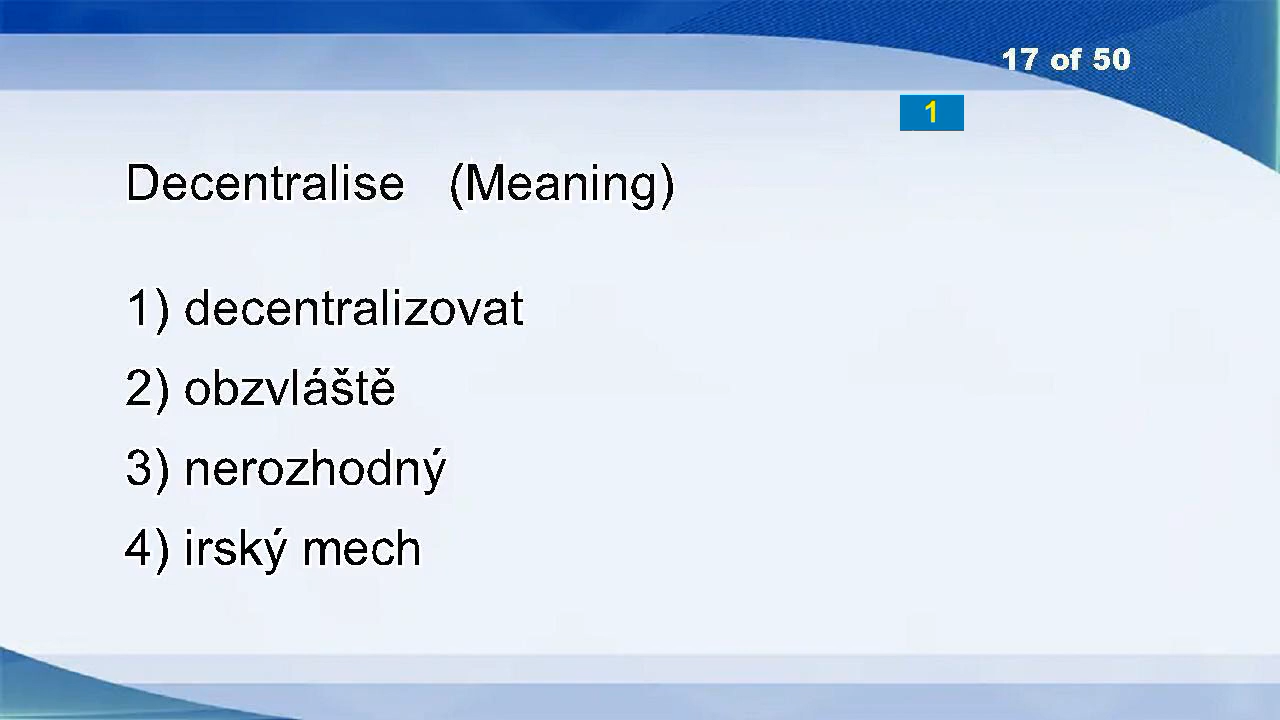 17 of 50
1
Decentralise (Meaning)
1) decentralizovat
2) obzvláště
3) nerozhodný
4) irský mech